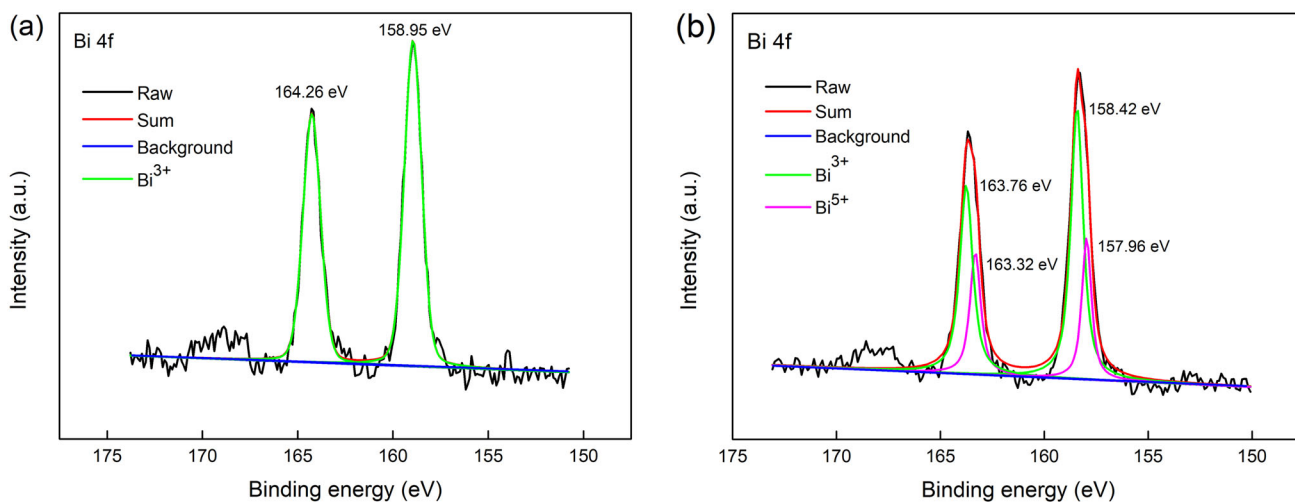 (a)
Bi 4f
158.95 eV
164.26 eV
Raw
Sum
Background
Bi3+
Intensity (a.u.)
175 170 165 160 155 150
Binding energy (eV)
(b)
Bi 4f
Raw
Sum
Background
Bi3+
Bi5+
158.42 eV
163.76 eV
157.96 eV
163.32 eV
Intensity (a.u.)
175 170 165 160 155 150
Binding energy (eV)